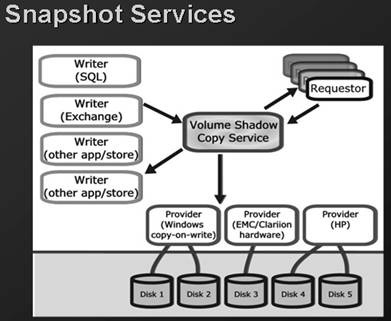 Snapshot Services
Writer
(SQL)
Writer
(Exchange)
Writer
(other app/store)
Writer
(other app/store)
Volume Shadow
Copy Service
Requestor
Provider
(Windows
copy-on-write)
Provider
(EMC/Clariion
hardware)
Provider
(HP)
Disk 1
Disk 2
Disk 3
Disk 4
Disk 5